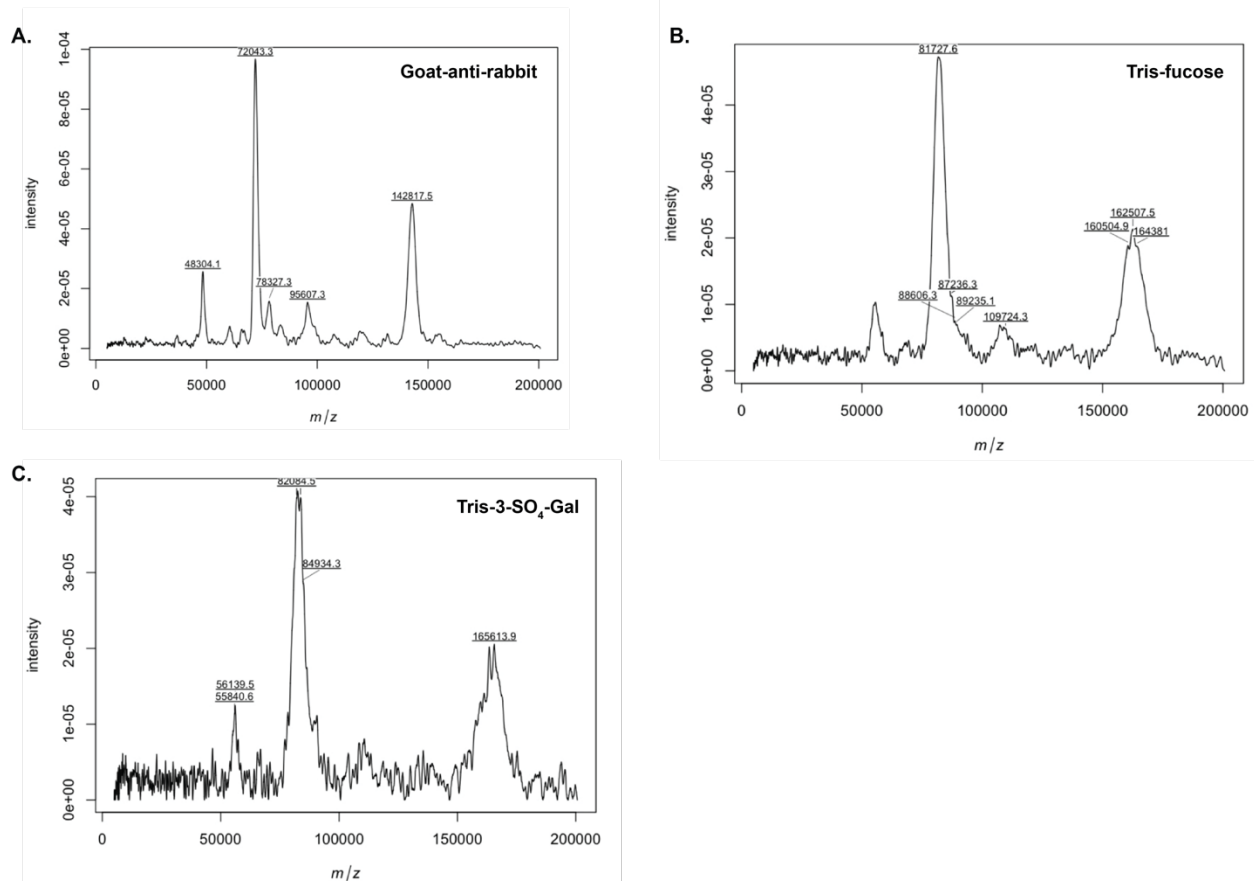 A.
Goat-anti-rabbit
intensity
0e+00
2e-05
4e-05
6e-05
8e-05
1e-04
48304.1
72043.3
78327.3
95607.3
142817.5
0
50000
100000
150000
200000
m/z
B.
Tris-fucose
intensity
0e+00
1e-05
2e-05
3e-05
4e-05
81727.6
88606.3
87236.3
89235.1
109724.3
162507.5
160504.9
164381
0
50000
100000
150000
200000
m/z
C.
Tris-3-SO₄-Gal
intensity
0e+00
1e-05
2e-05
3e-05
4e-05
56139.5
55840.6
82084.5
84934.3
165613.9
0
50000
100000
150000
200000
m/z